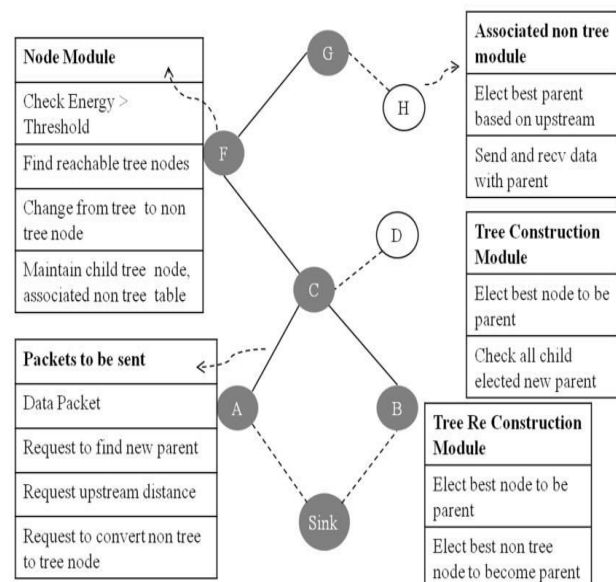 Node Module
Check Energy >
Threshold
Find reachable tree nodes
Change from tree to non
tree node
Maintain child tree node,
associated non tree table
Packets to be sent
Data Packet
Request to find new parent
Request upstream distance
Request to convert non tree
to tree node
G
H
F
D
C
A
B
Sink
Associated non tree
module
Elect best parent
based on upstream
Send and recv data
with parent
Tree Construction
Module
Elect best node to be
parent
Check all child
elected new parent
Tree Re Construction
Module
Elect best node to be
parent
Elect best non tree
node to become parent